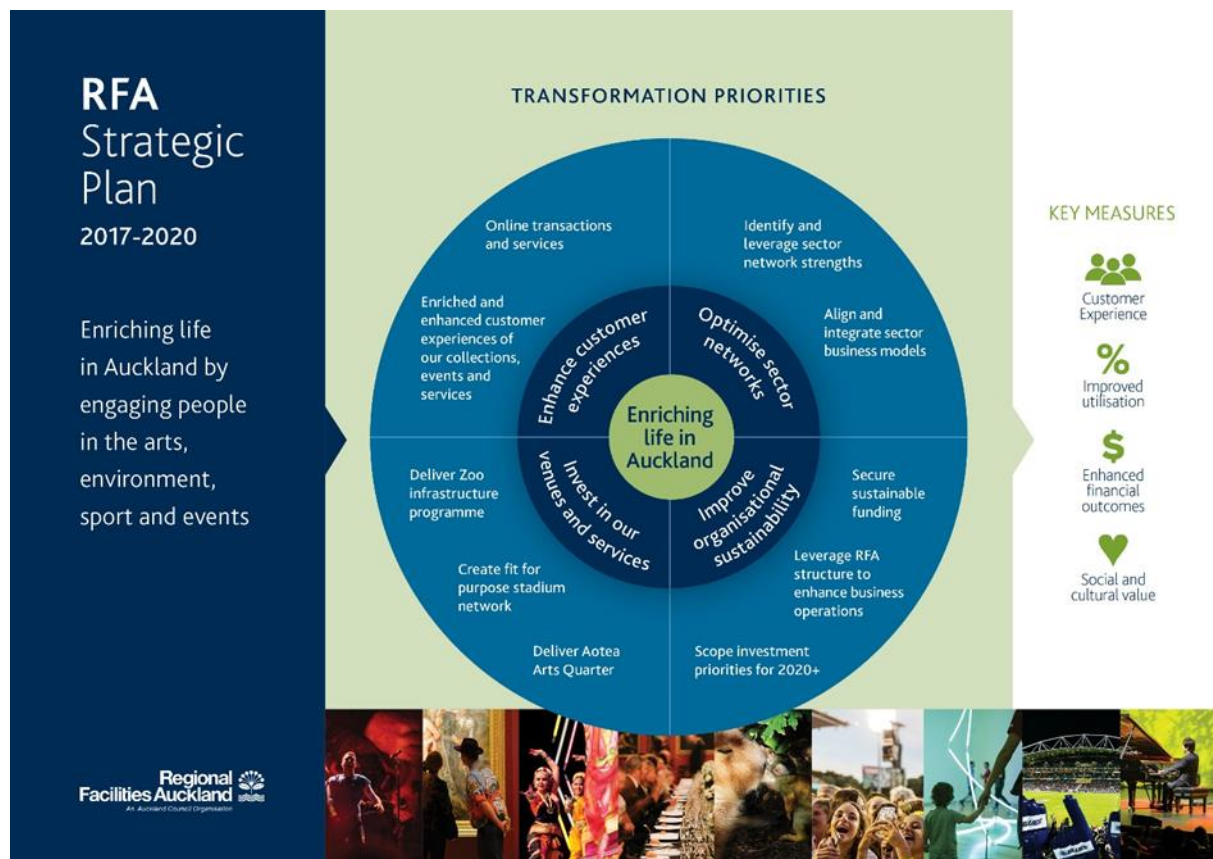 RFA
Strategic
Plan
2017-2020
Enriching life
in Auckland by
engaging people
in the arts,
environment,
sport and events
Regional
Facilities Auckland
An Auckland Council Organisation
TRANSFORMATION PRIORITIES
Online transactions
and services
Enriched and
enhanced customer
experiences of
our collections,
events and
services
Identify and
leverage sector
network strengths
Align and
integrate sector
business models
Enhance customer
experiences
Optimise sector
networks
Enriching
life in
Auckland
Invest in our
venues and services
Improve
organisational
sustainability
Deliver Zoo
infrastructure
programme
Create fit for
purpose stadium
network
Deliver Aotea
Arts Quarter
Secure
sustainable
funding
Leverage RFA
structure to
enhance business
operations
Scope investment
priorities for 2020+
KEY MEASURES
Customer
Experience
%
Improved
utilisation
$
Enhanced
financial
outcomes
Social and
cultural value